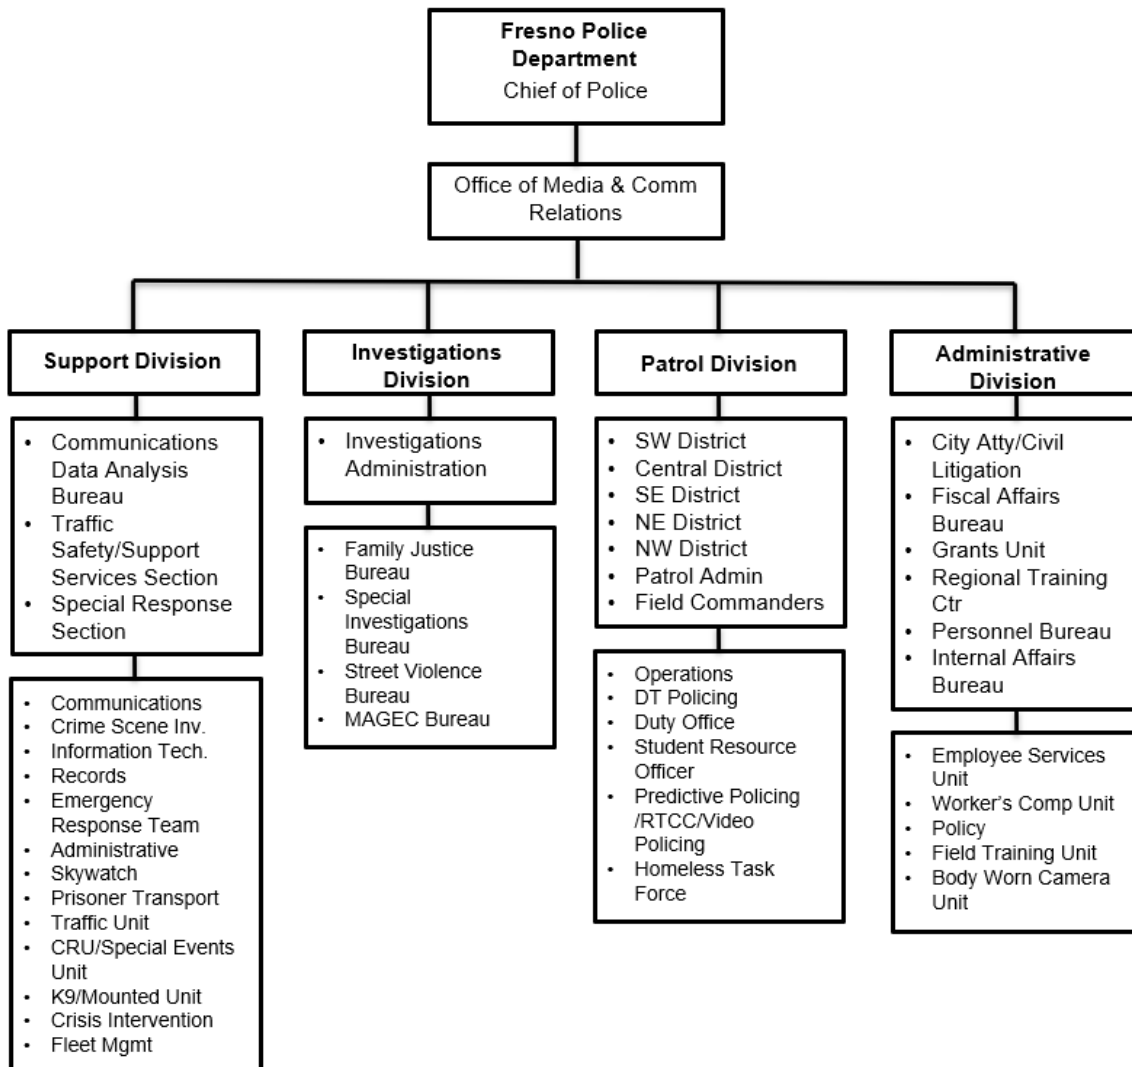 Fresno Police
Department
Chief of Police
Office of Media & Comm
Relations
Support Division
• Communications
Data Analysis
Bureau
• Traffic
Safety/Support
Services Section
• Special Response
Section
• Communications
• Crime Scene Inv.
• Information Tech.
• Records
• Emergency
Response Team
• Administrative
• Skywatch
• Prisoner Transport
• Traffic Unit
• CRU/Special Events
Unit
• K9/Mounted Unit
• Crisis Intervention
• Fleet Mgmt
Investigations
Division
• Investigations
Administration
• Family Justice
Bureau
• Special
Investigations
Bureau
• Street Violence
Bureau
• MAGEC Bureau
Patrol Division
• SW District
• Central District
• SE District
• NE District
• NW District
• Patrol Admin
• Field Commanders
• Operations
• DT Policing
• Duty Office
• Student Resource
Officer
• Predictive Policing
/RTCC/Video
Policing
• Homeless Task
Force
Administrative
Division
• City Atty/Civil
Litigation
• Fiscal Affairs
Bureau
• Grants Unit
• Regional Training
Ctr
• Personnel Bureau
• Internal Affairs
Bureau
• Employee Services
Unit
• Worker’s Comp Unit
• Policy
• Field Training Unit
• Body Worn Camera
Unit